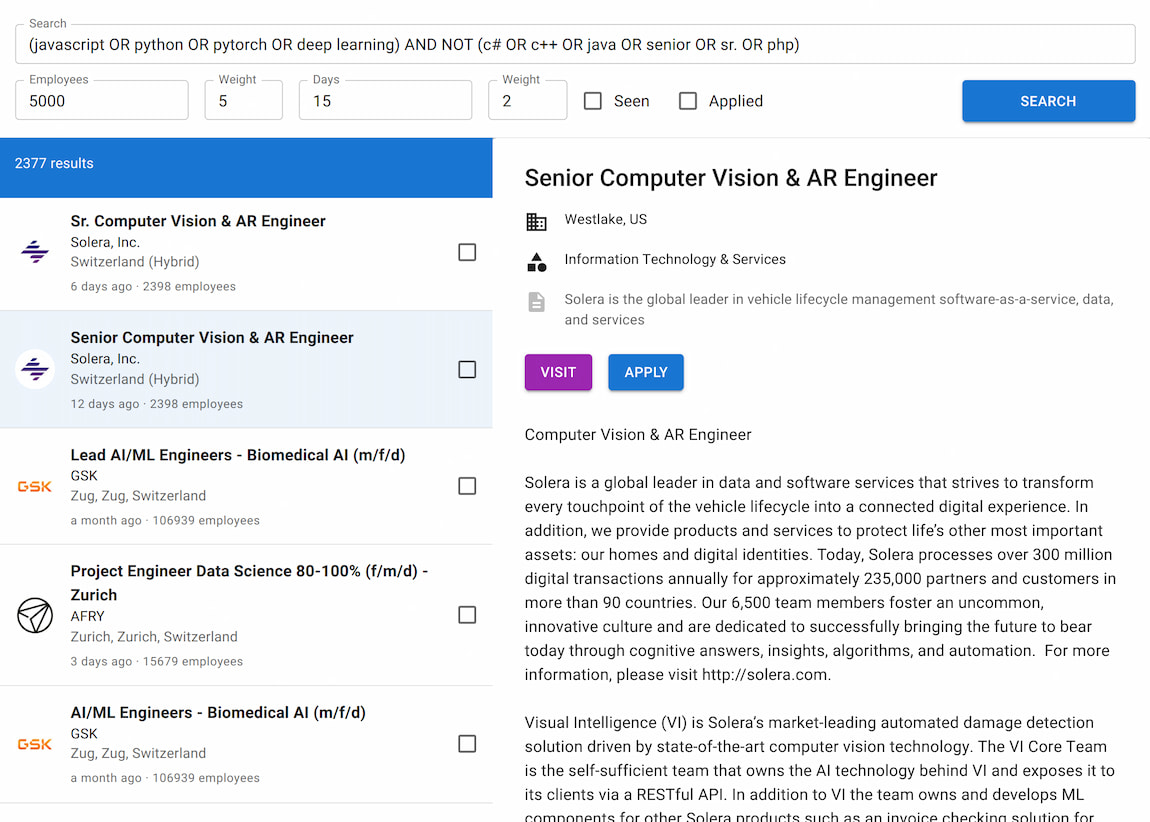 Search
(javascript OR python OR pytorch OR deep learning) AND NOT (c# OR c++ OR java OR senior OR sr. OR php)
Employees
5000
Weight
5
Days
15
Weight
2
Seen
Applied
SEARCH
2377 results
Sr. Computer Vision & AR Engineer
Solera, Inc.
Switzerland (Hybrid)
6 days ago · 2398 employees
Senior Computer Vision & AR Engineer
Solera, Inc.
Switzerland (Hybrid)
12 days ago · 2398 employees
GSK
Lead AI/ML Engineers - Biomedical AI (m/f/d)
GSK
Zug, Zug, Switzerland
a month ago · 106939 employees
Project Engineer Data Science 80-100% (f/m/d) -
Zurich
AFRY
Zurich, Zurich, Switzerland
3 days ago · 15679 employees
GSK
AI/ML Engineers - Biomedical AI (m/f/d)
GSK
Zug, Zug, Switzerland
a month ago · 106939 employees
Senior Computer Vision & AR Engineer
Westlake, US
Information Technology & Services
Solera is the global leader in vehicle lifecycle management software-as-a-service, data,
and services
VISIT
APPLY
Computer Vision & AR Engineer
Solera is a global leader in data and software services that strives to transform
every touchpoint of the vehicle lifecycle into a connected digital experience. In
addition, we provide products and services to protect life’s other most important
assets: our homes and digital identities. Today, Solera processes over 300 million
digital transactions annually for approximately 235,000 partners and customers in
more than 90 countries. Our 6,500 team members foster an uncommon,
innovative culture and are dedicated to successfully bringing the future to bear
today through cognitive answers, insights, algorithms, and automation.  For more
information, please visit http://solera.com.
Visual Intelligence (VI) is Solera’s market-leading automated damage detection
solution driven by state-of-the-art computer vision technology. The VI Core Team
is the self-sufficient team that owns the AI technology behind VI and exposes it to
its clients via a RESTful API. In addition to VI the team owns and develops ML
components for other Solera products such as an invoice checking solution for